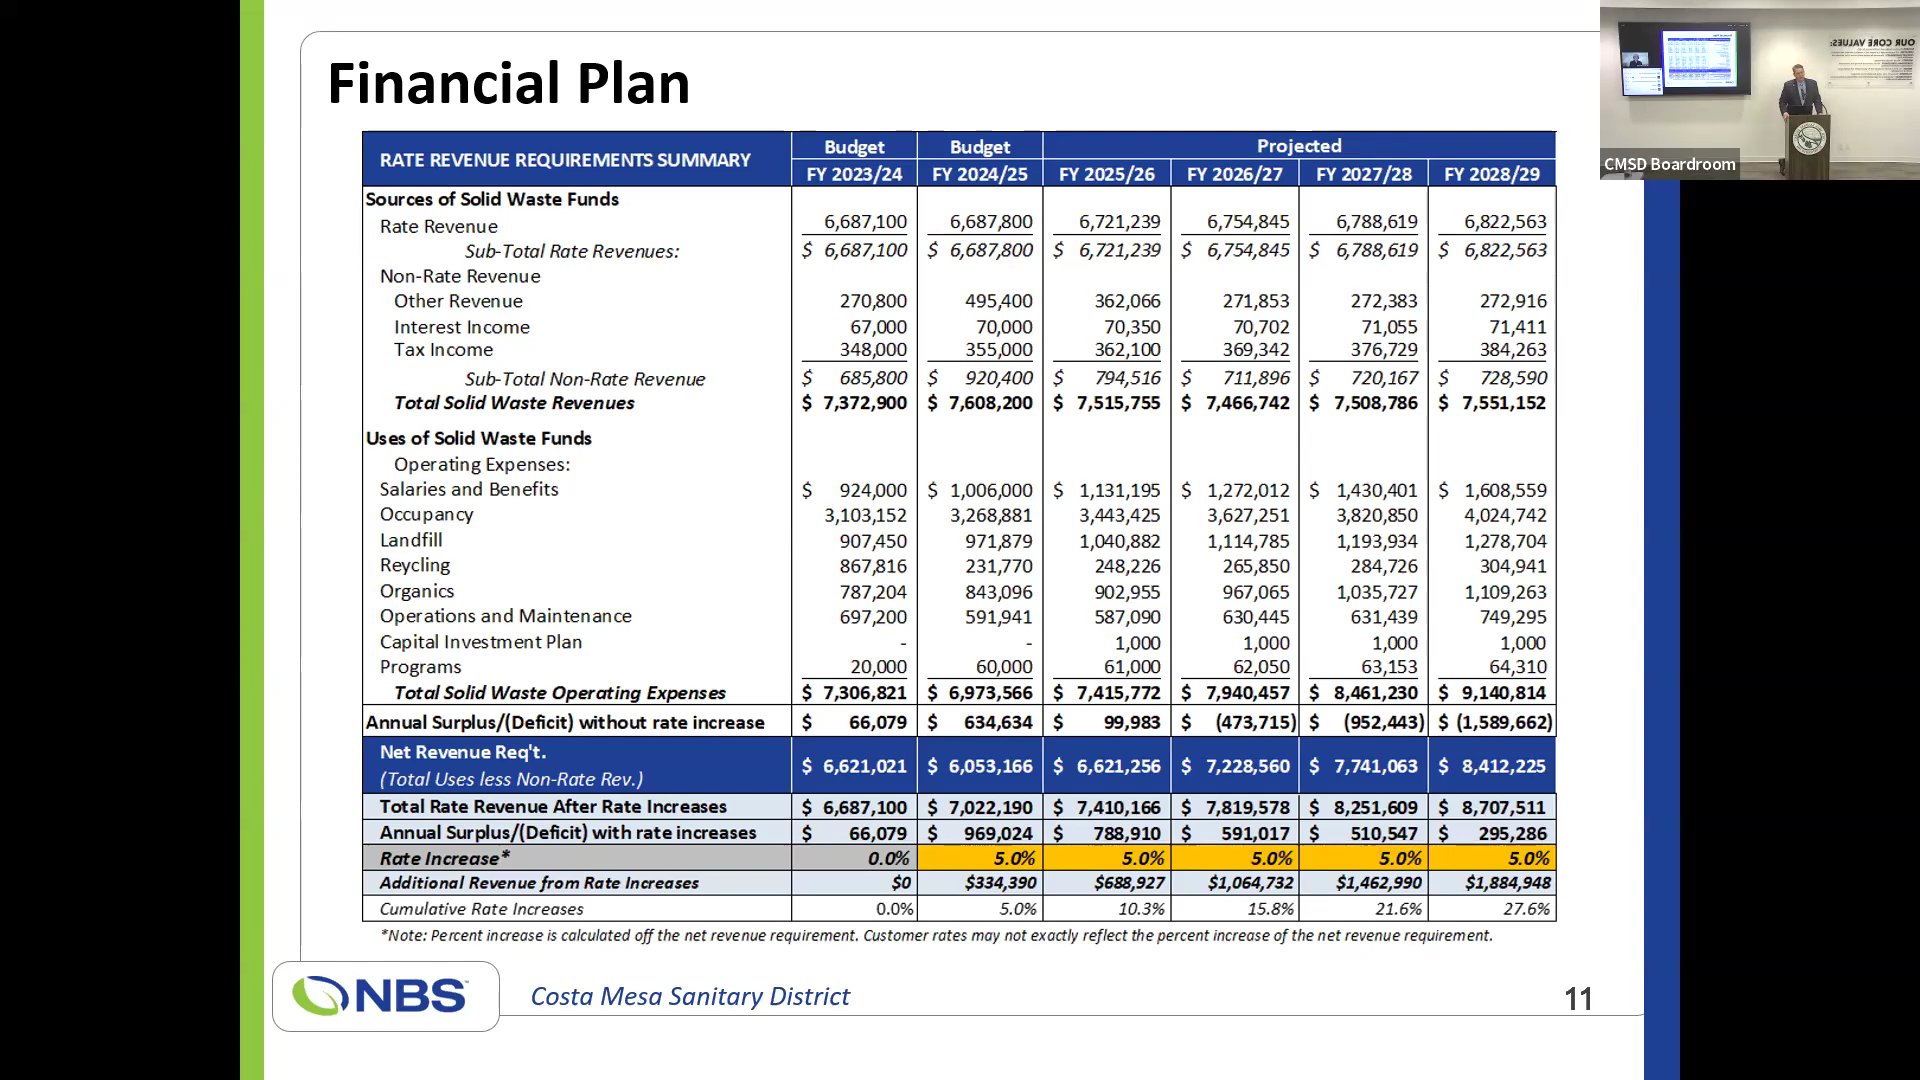 Financial Plan
RATE REVENUE REQUIREMENTS SUMMARY Budget Budget Projected
FY 2023/24 FY 2024/25 FY 2025/26 FY 2026/27 FY 2027/28 FY 2028/29
Sources of Solid Waste Funds
Rate Revenue 6,687,100 6,687,800 6,721,239 6,754,845 6,788,619 6,822,563
Sub-Total Rate Revenues: $ 6,687,100 $ 6,687,800 $ 6,721,239 $ 6,754,845 $ 6,788,619 $ 6,822,563
Non-Rate Revenue
Other Revenue 270,800 495,400 362,066 271,853 272,383 272,916
Interest Income 67,000 70,000 70,350 70,702 71,055 71,411
Tax Income 348,000 355,000 362,100 369,342 376,729 384,263
Sub-Total Non-Rate Revenue $ 685,800 $ 920,400 $ 794,516 $ 711,896 $ 720,167 $ 728,590
Total Solid Waste Revenues $ 7,372,900 $ 7,608,200 $ 7,515,755 $ 7,466,742 $ 7,508,786 $ 7,551,152
Uses of Solid Waste Funds
Operating Expenses:
Salaries and Benefits $ 924,000 $ 1,006,000 $ 1,131,195 $ 1,272,012 $ 1,430,401 $ 1,608,559
Occupancy 3,103,152 3,268,881 3,443,425 3,627,251 3,820,850 4,024,742
Landfill 907,450 971,879 1,040,882 1,114,785 1,193,934 1,278,704
Reycling 867,816 231,770 248,226 265,850 284,726 304,941
Organics 787,204 843,096 902,955 967,065 1,035,727 1,109,263
Operations and Maintenance 697,200 591,941 587,090 630,445 631,439 749,295
Capital Investment Plan - - 1,000 1,000 1,000 1,000
Programs 20,000 60,000 61,000 62,050 63,153 64,310
Total Solid Waste Operating Expenses $ 7,306,821 $ 6,973,566 $ 7,415,772 $ 7,940,457 $ 8,461,230 $ 9,140,814
Annual Surplus/(Deficit) without rate increase $ 66,079 $ 634,634 $ 99,983 $ (473,715) $ (952,443) $ (1,589,662)
Net Revenue Req't.
(Total Uses less Non-Rate Rev.) $ 6,621,021 $ 6,053,166 $ 6,621,256 $ 7,228,560 $ 7,741,063 $ 8,412,225
Total Rate Revenue After Rate Increases $ 6,687,100 $ 7,022,190 $ 7,410,166 $ 7,819,578 $ 8,251,609 $ 8,707,511
Annual Surplus/(Deficit) with rate increases $ 66,079 $ 969,024 $ 788,910 $ 591,017 $ 510,547 $ 295,286
Rate Increase* 0.0% 5.0% 5.0% 5.0% 5.0% 5.0%
Additional Revenue from Rate Increases $0 $334,390 $688,927 $1,064,732 $1,462,990 $1,884,948
Cumulative Rate Increases 0.0% 5.0% 10.3% 15.8% 21.6% 27.6%
*Note: Percent increase is calculated off the net revenue requirement. Customer rates may not exactly reflect the percent increase of the net revenue requirement.
NBS
Costa Mesa Sanitary District
11
OUR CORE VALUES:
CMSD Boardroom